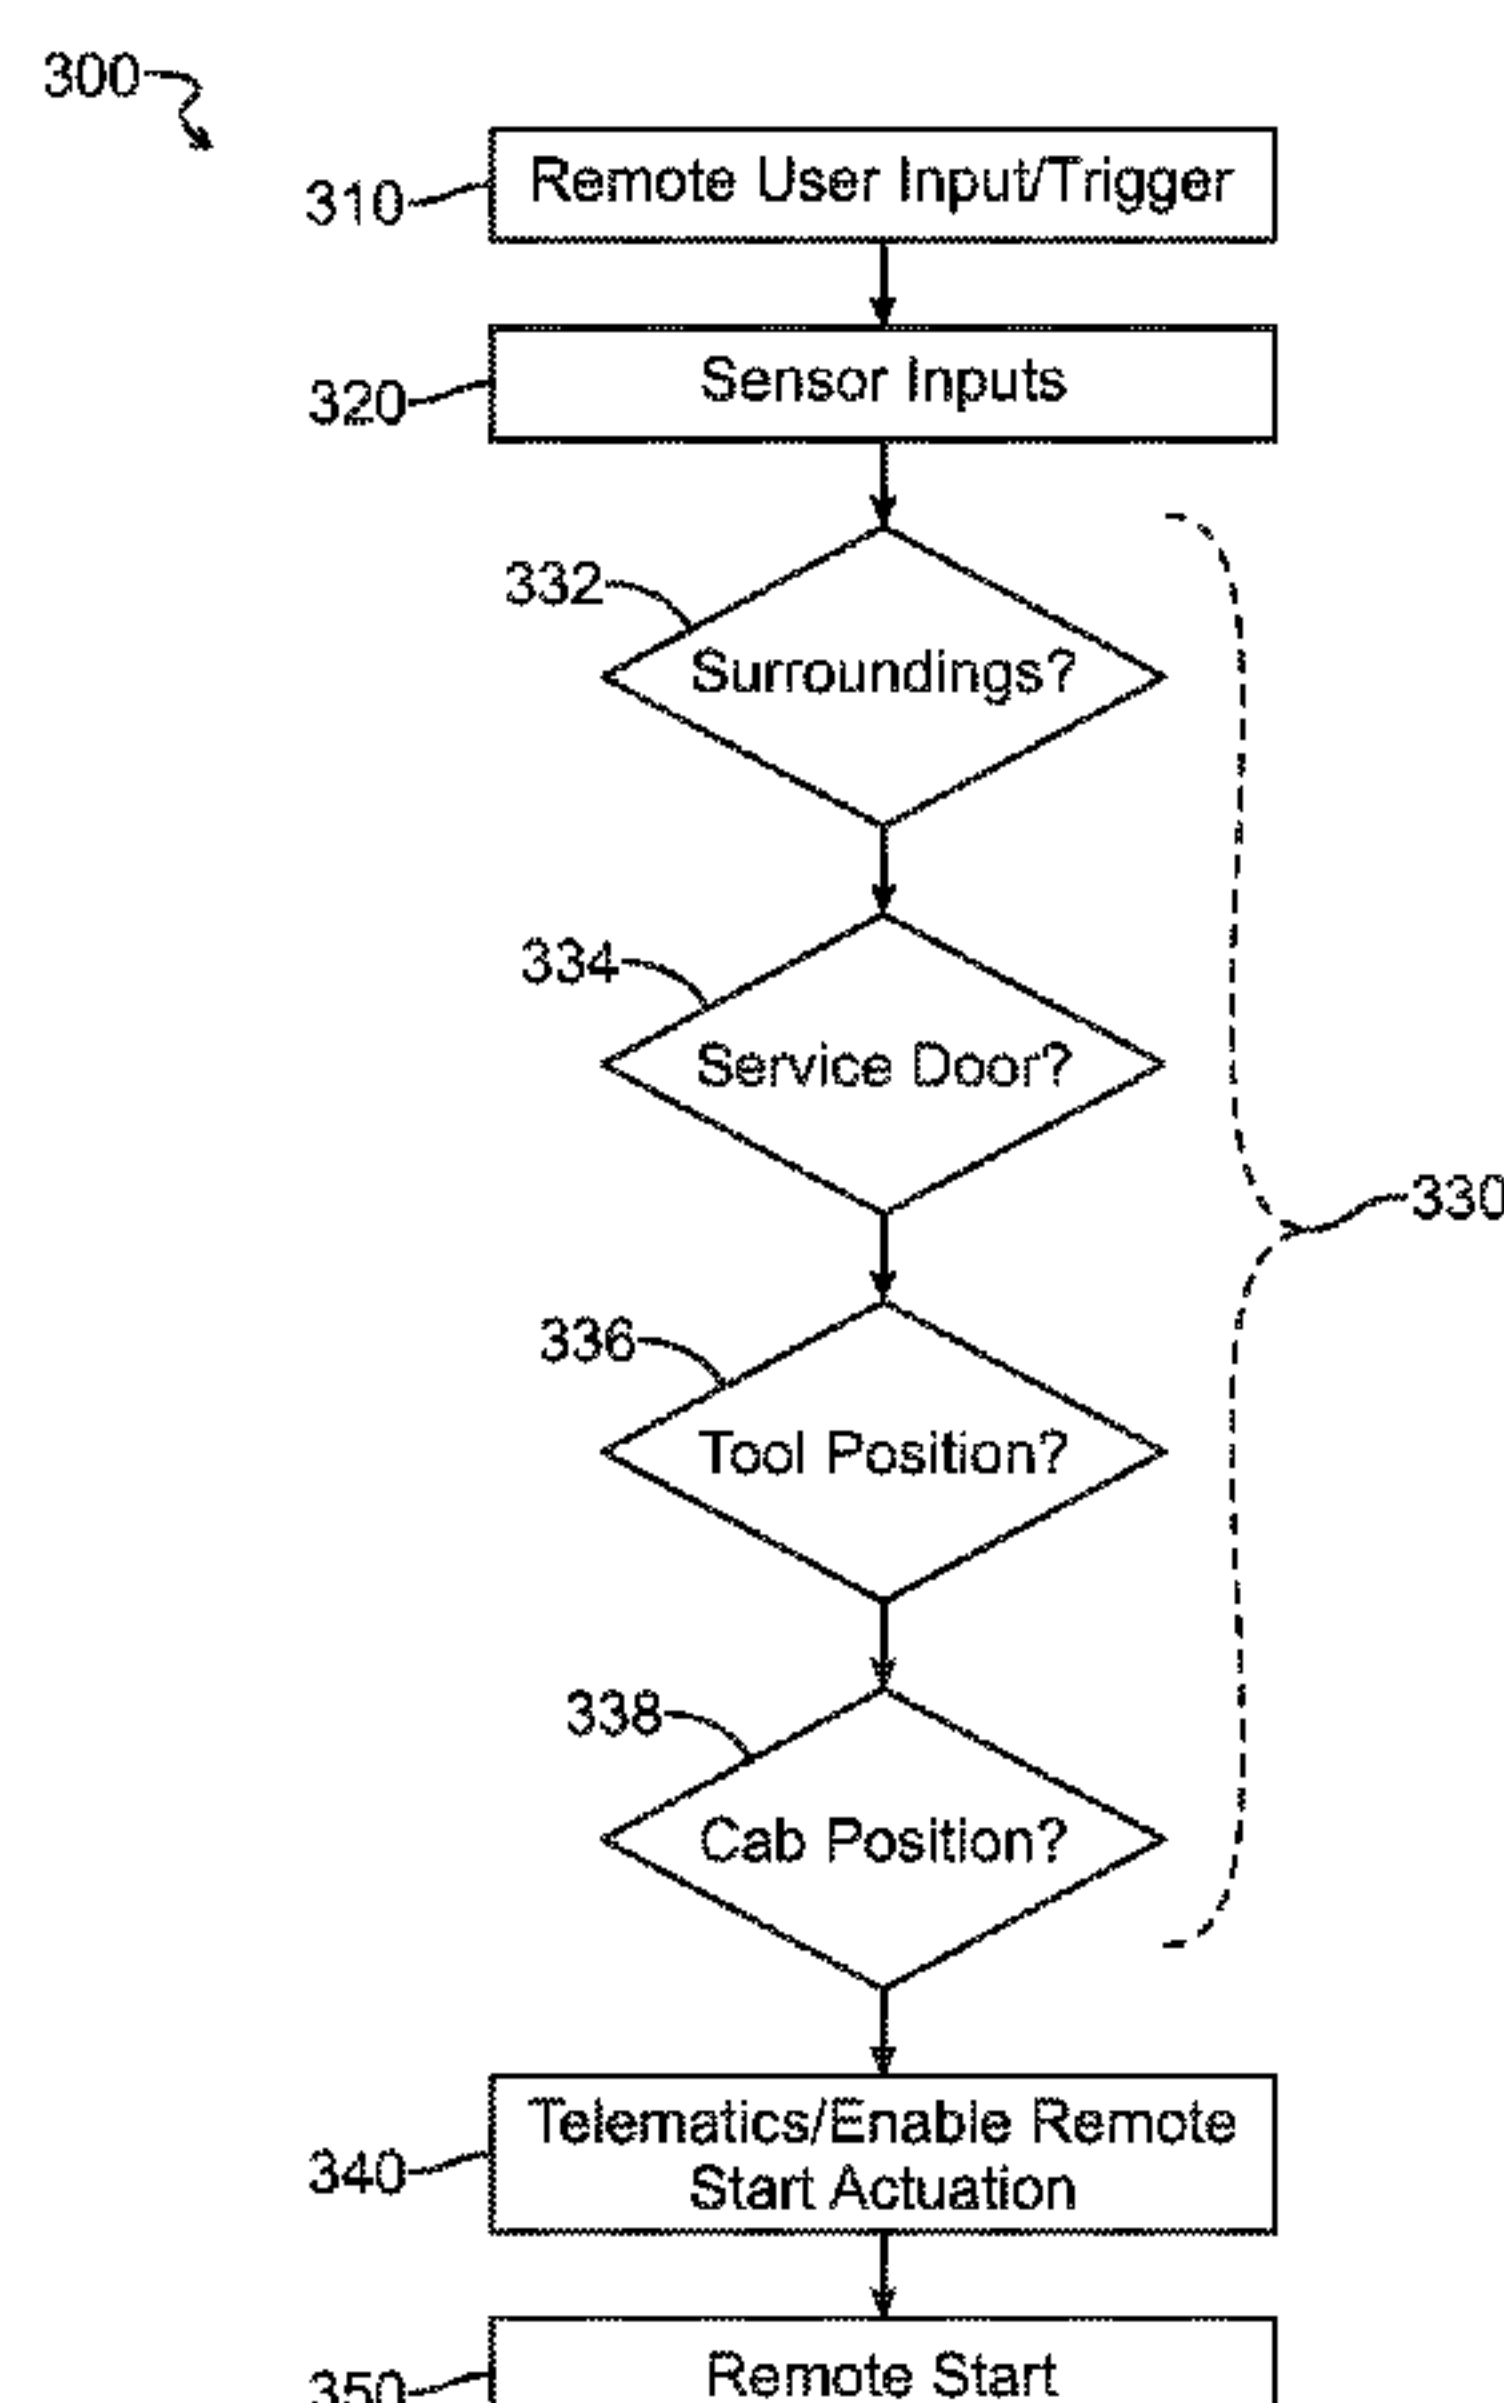 300
310
Remote User Input/Trigger
320
Sensor Inputs
332
Surroundings?
334
Service Door?
330
336
Tool Position?
338
Cab Position?
340
Telematics/Enable Remote
Start Actuation
350
Remote Start